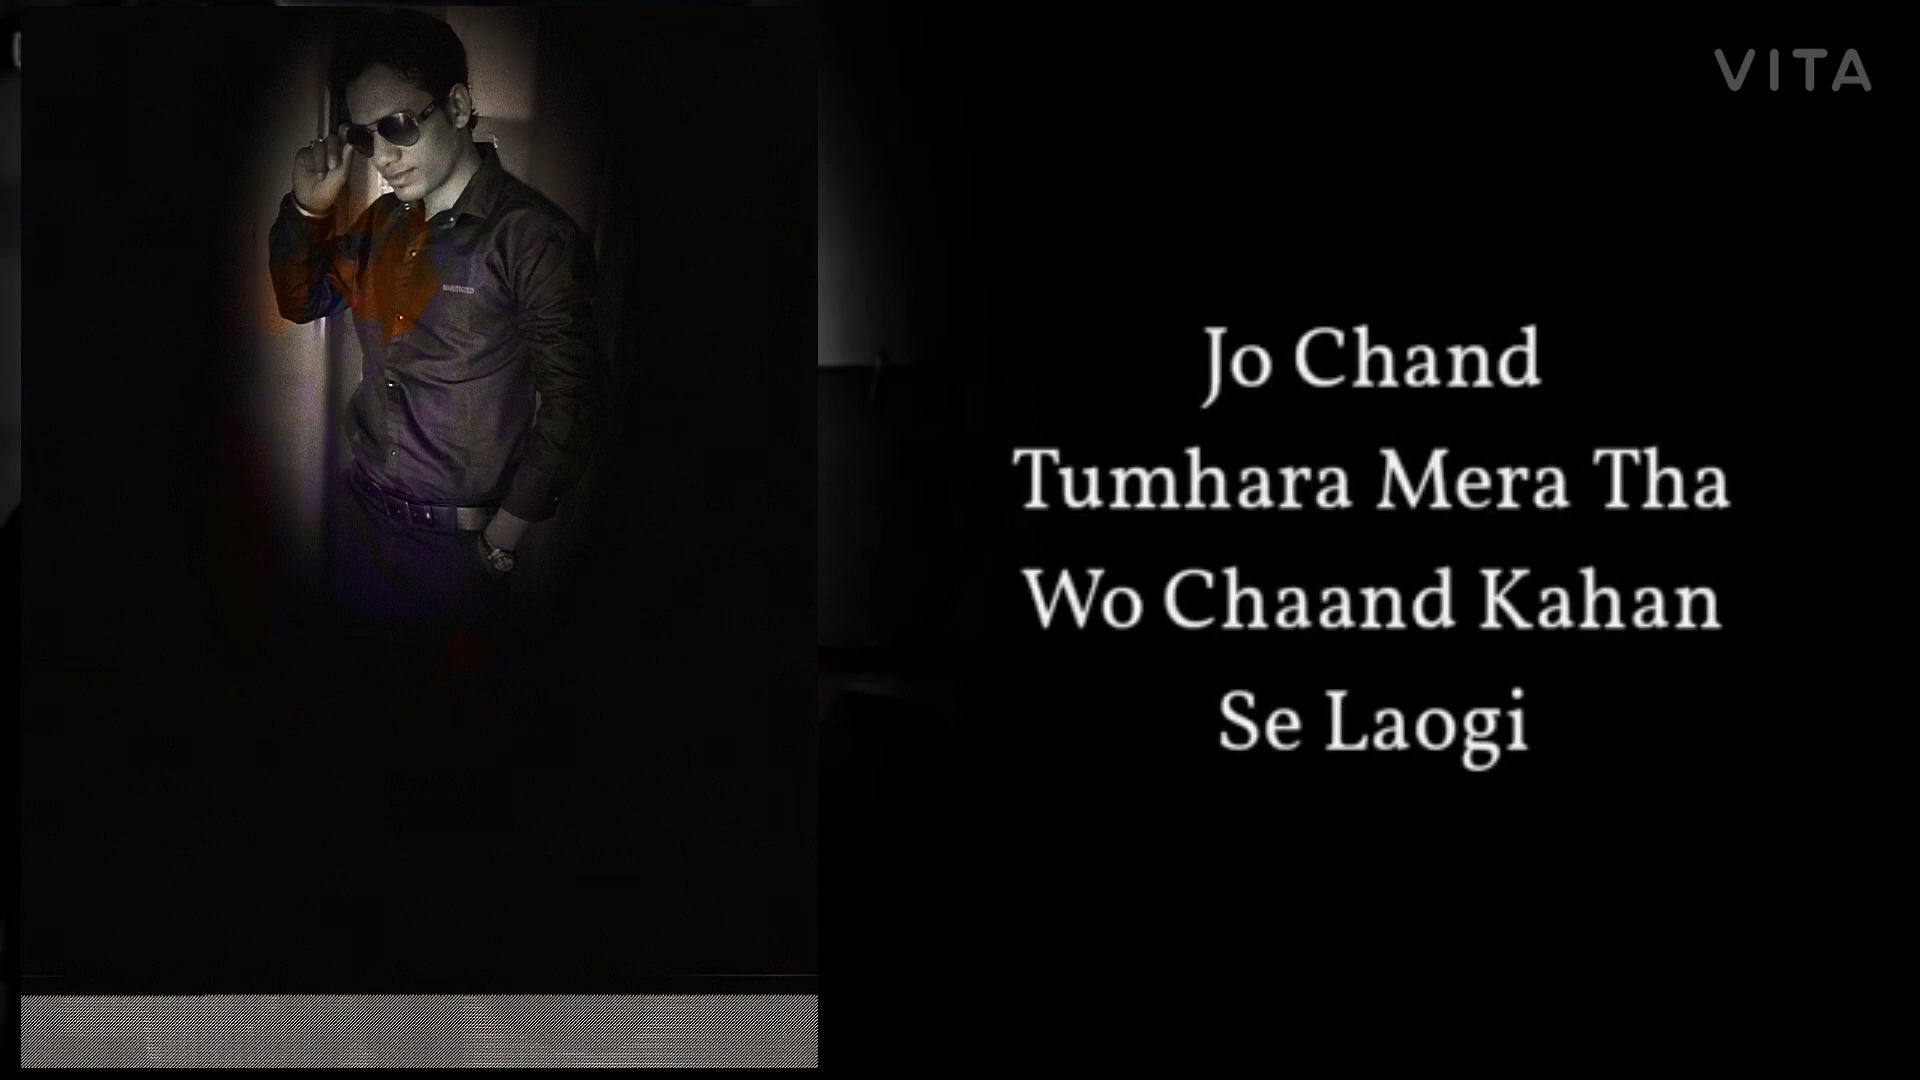 VITA
Jo Chand
Tumhara Mera Tha
Wo Chaand Kahan
Se Laogi